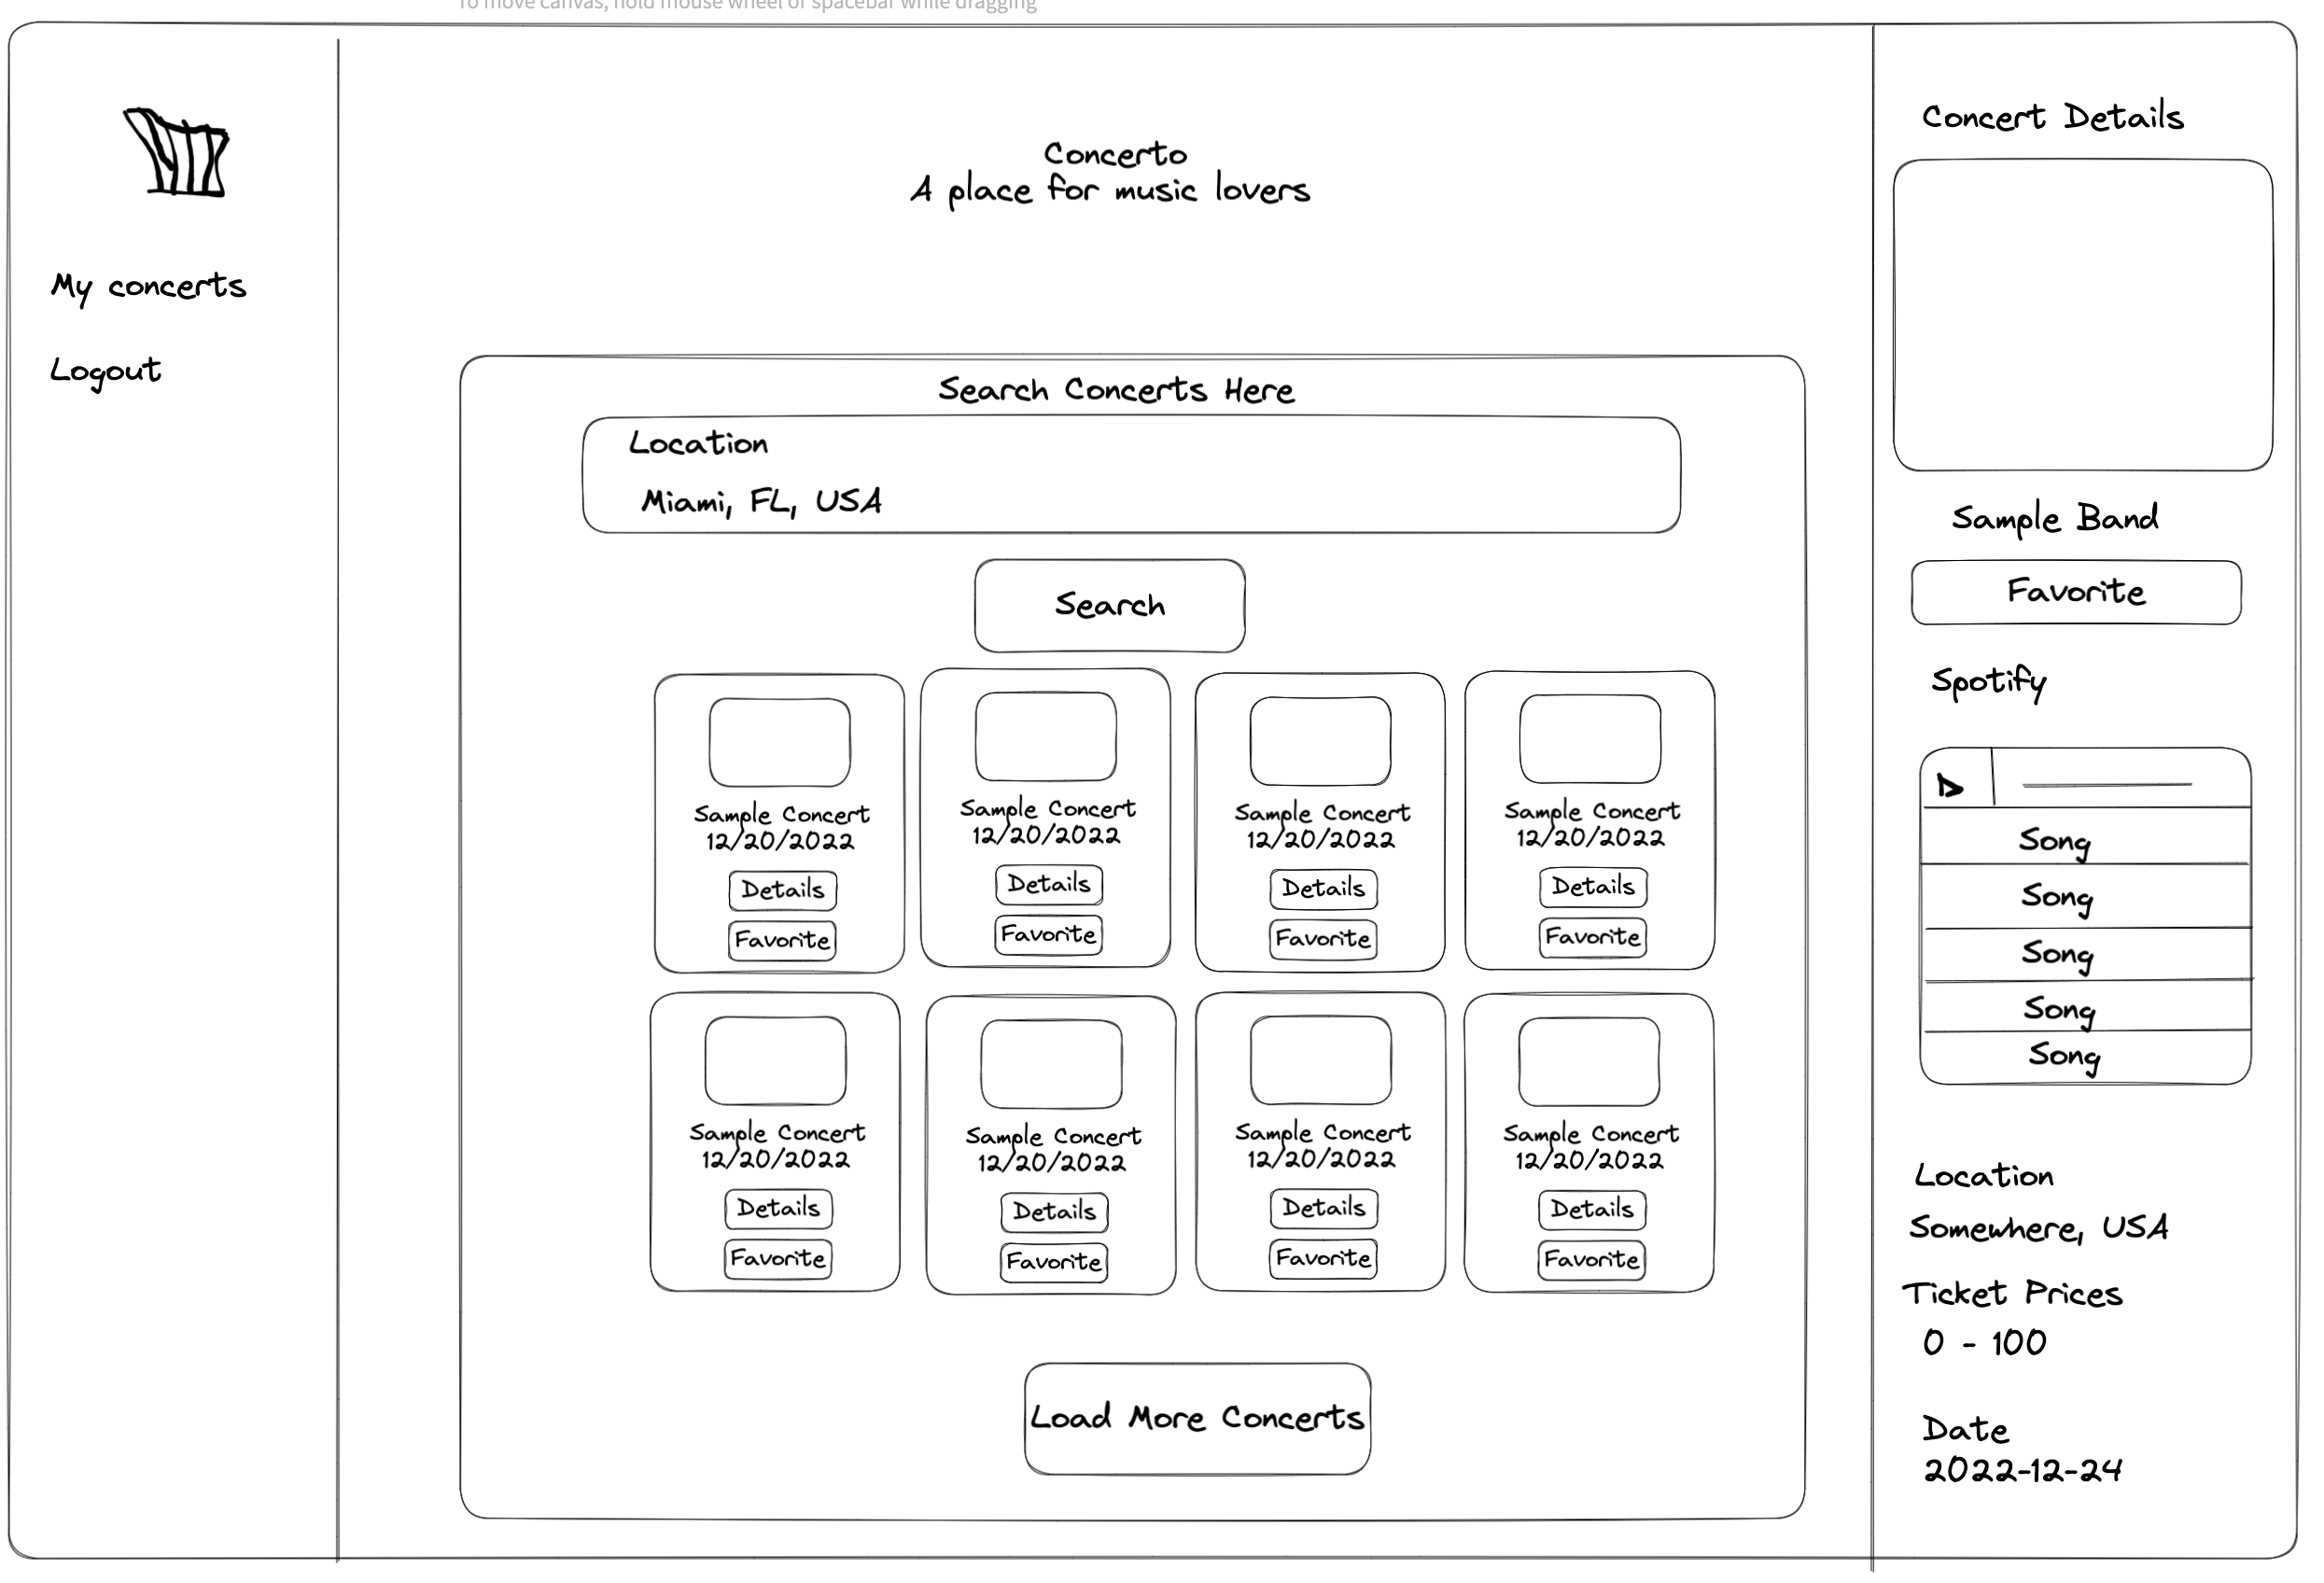 To move canvas, hold mouse wheel or spacebar while dragging
My concerts
Logout
Concerto
A place for music lovers
Search Concerts Here
Location
Miami, FL, USA
Search
Sample Concert
12/20/2022
Details
Favorite
Sample Concert
12/20/2022
Details
Favorite
Sample Concert
12/20/2022
Details
Favorite
Sample Concert
12/20/2022
Details
Favorite
Sample Concert
12/20/2022
Details
Favorite
Sample Concert
12/20/2022
Details
Favorite
Sample Concert
12/20/2022
Details
Favorite
Sample Concert
12/20/2022
Details
Favorite
Load More Concerts
Concert Details
Sample Band
Favorite
Spotify
Song
Song
Song
Song
Song
Location
Somewhere, USA
Ticket Prices
0 - 100
Date
2022-12-24